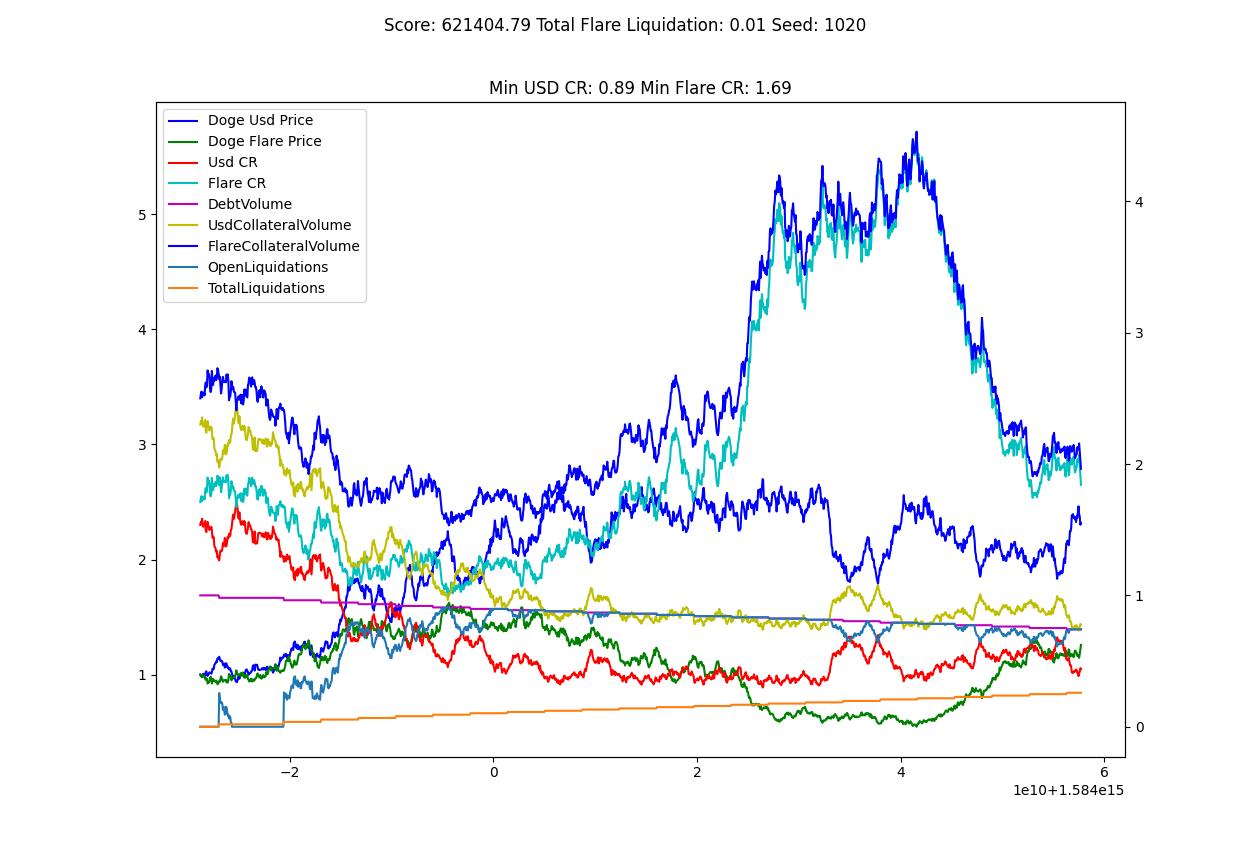 Score: 621404.79 Total Flare Liquidation: 0.01 Seed: 1020
Min USD CR: 0.89 Min Flare CR: 1.69
Doge Usd Price
Doge Flare Price
Usd CR
Flare CR
DebtVolume
UsdCollateralVolume
FlareCollateralVolume
OpenLiquidations
TotalLiquidations
5
4
3
2
1
4
3
2
1
0
−2
0
2
4
6
1e10+1.584e15